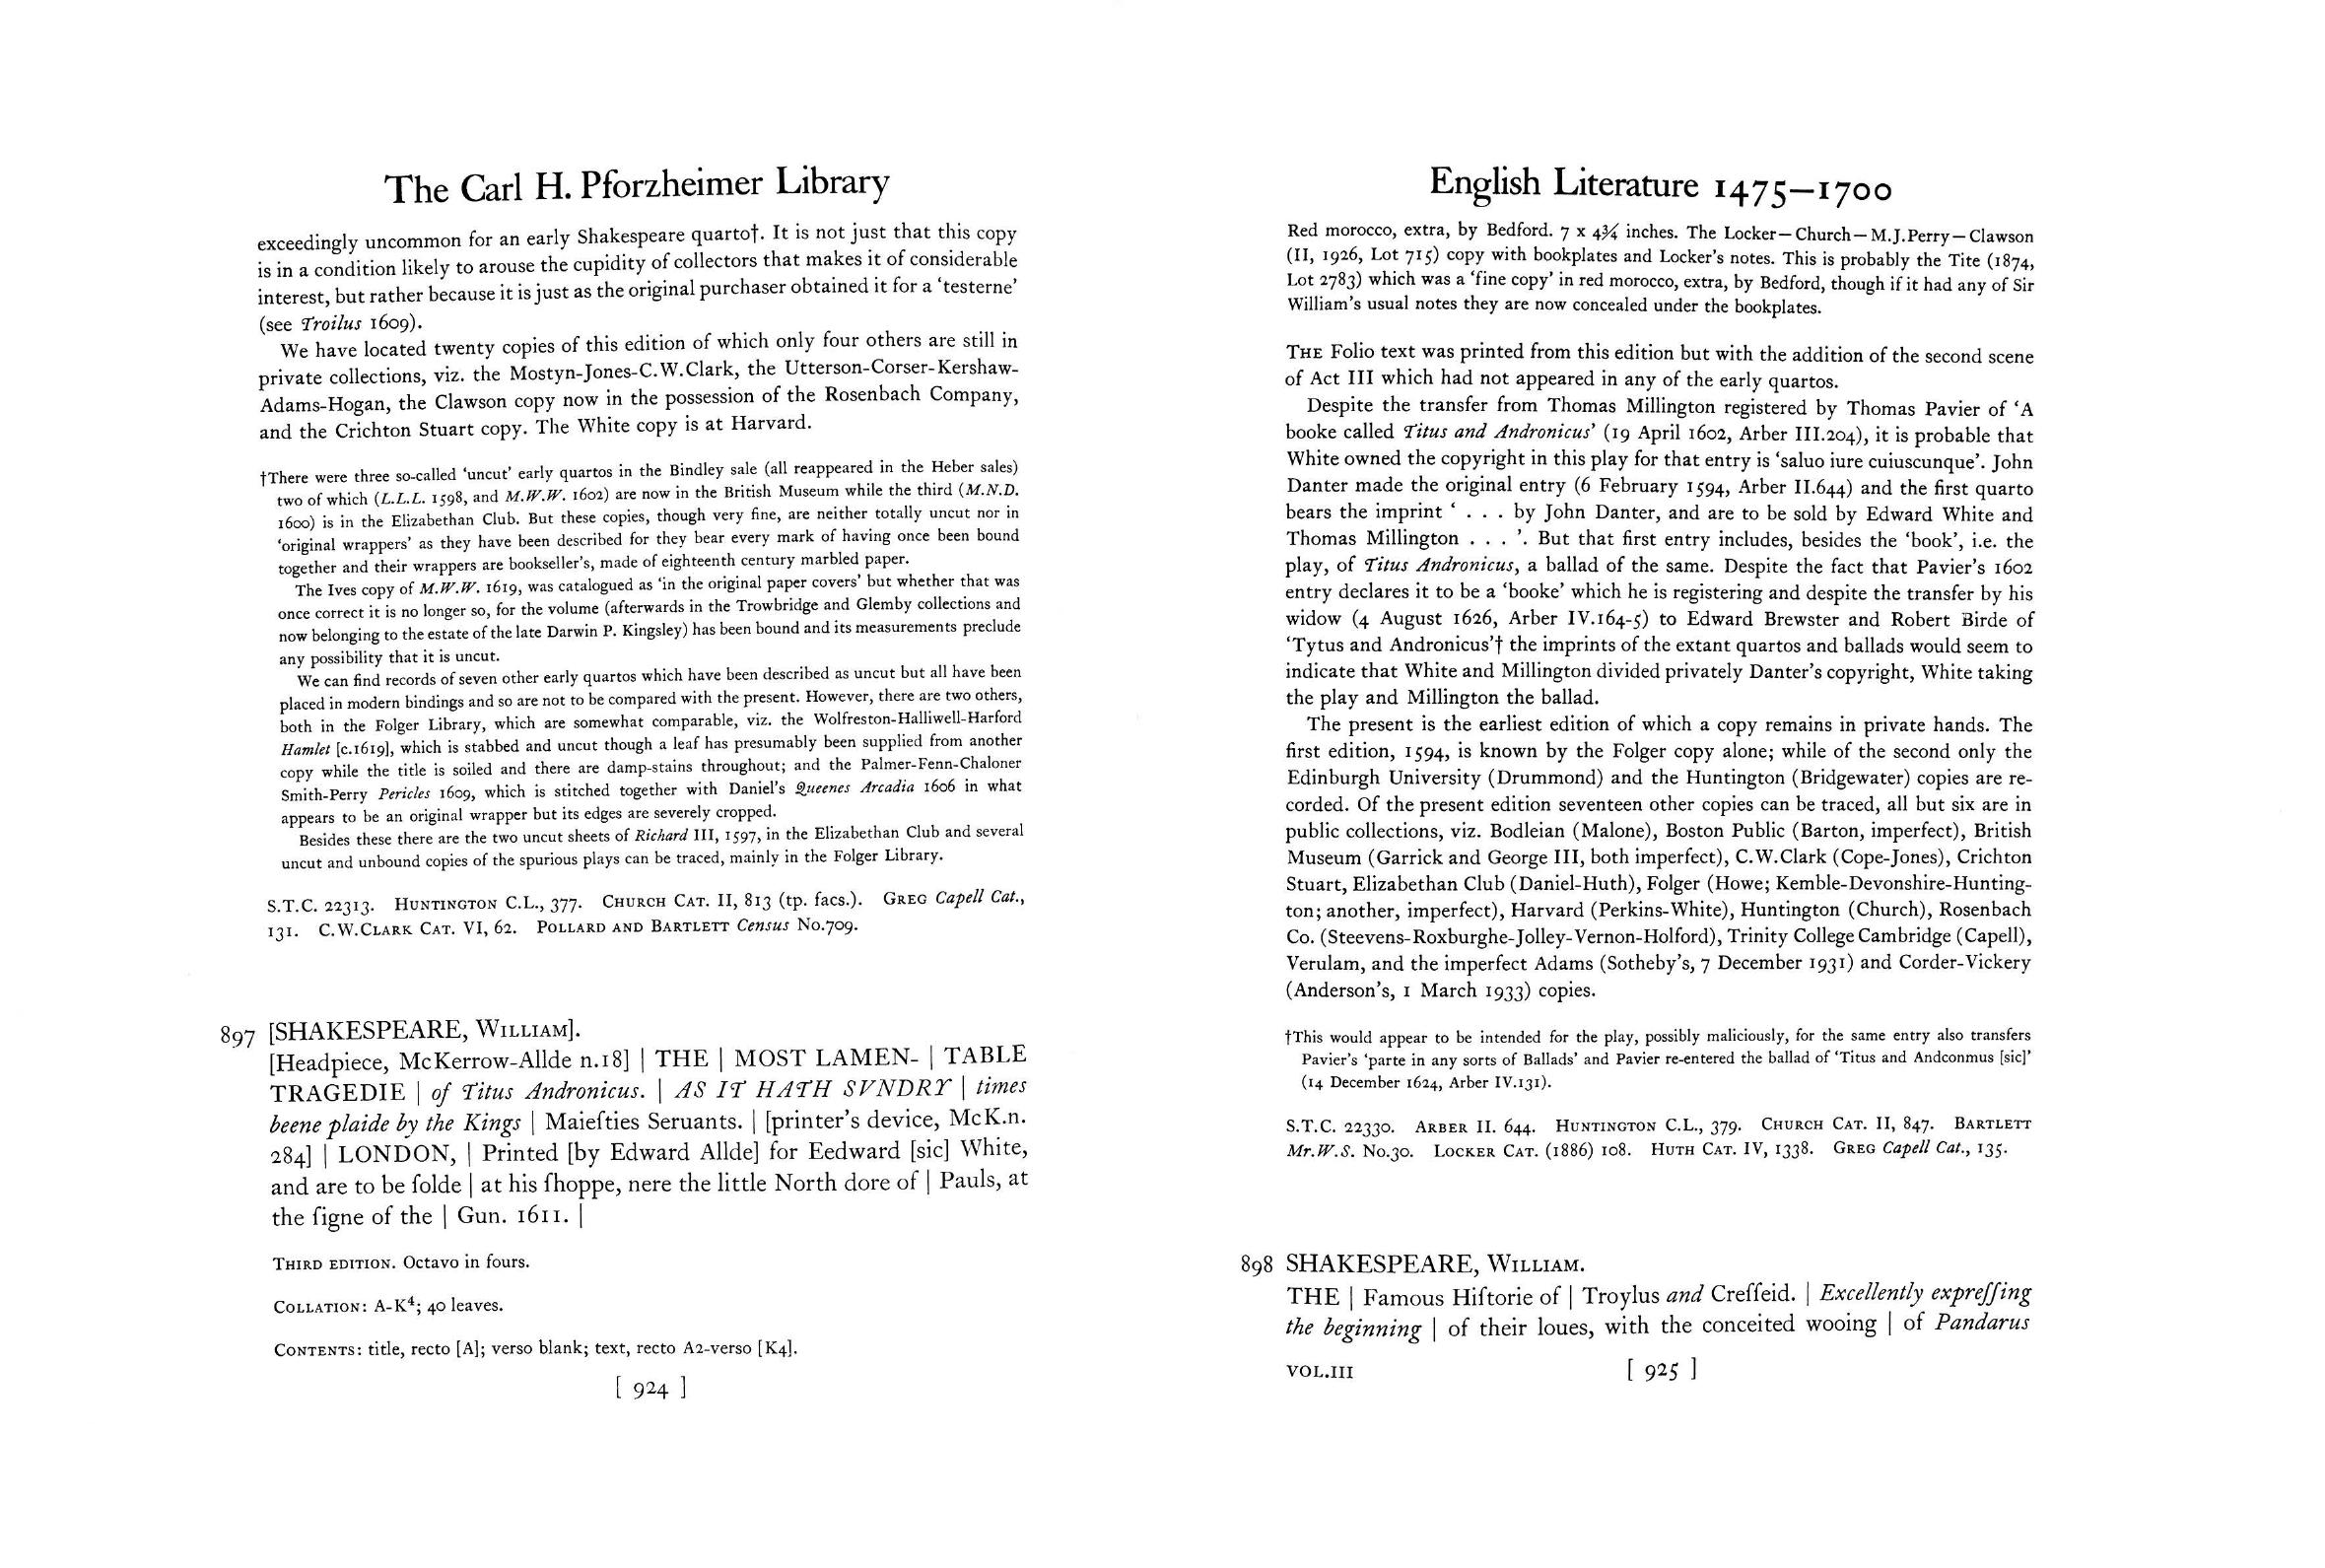 The Carl H. Pforzheimer Library
exceedingly uncommon for an early Shakespeare quarto†. It is not just that this copy
is in a condition likely to arouse the cupidity of collectors that makes it of considerable
interest, but rather because it is just as the original purchaser obtained it for a ‘testerne’
(see Troilus 1609).
We have located twenty copies of this edition of which only four others are still in
private collections, viz. the Mostyn-Jones-C.W.Clark, the Utterson-Corser-Kershaw-
Adams-Hogan, the Clawson copy now in the possession of the Rosenbach Company,
and the Crichton Stuart copy. The White copy is at Harvard.
†There were three so-called ‘uncut’ early quartos in the Bindley sale (all reappeared in the Heber sales)
two of which (L.L.L. 1598, and M.W.W. 1602) are now in the British Museum while the third (M.N.D.
1600) is in the Elizabethan Club. But these copies, though very fine, are neither totally uncut nor in
‘original wrappers’ as they have been described for they bear every mark of having once been bound
together and their wrappers are bookseller's, made of eighteenth century marbled paper.
The Ives copy of M.W.W. 1619, was catalogued as ‘in the original paper covers’ but whether that was
once correct it is no longer so, for the volume (afterwards in the Trowbridge and Glemby collections and
now belonging to the estate of the late Darwin P. Kingsley) has been bound and its measurements preclude
any possibility that it is uncut.
We can find records of seven other early quartos which have been described as uncut but all have been
placed in modern bindings and so are not to be compared with the present. However, there are two others,
both in the Folger Library, which are somewhat comparable, viz. the Wolfreston-Halliwell-Harford
Hamlet [c.1619], which is stabbed and uncut though a leaf has presumably been supplied from another
copy while the title is soiled and there are damp-stains throughout; and the Palmer-Fenn-Chaloner
Smith-Perry Pericles 1609, which is stitched together with Daniel's Queenes Arcadia 1606 in what
appears to be an original wrapper but its edges are severely cropped.
Besides these there are the two uncut sheets of Richard III, 1597, in the Elizabethan Club and several
uncut and unbound copies of the spurious plays can be traced, mainly in the Folger Library.
S.T.C. 22313. HUNTINGTON C.L., 377. CHURCH CAT. II, 813 (tp. facs.). GREG Capell Cat.,
131. C.W.CLARK CAT. VI, 62. POLLARD AND BARTLETT Census No.709.
897 [SHAKESPEARE, WILLIAM].
[Headpiece, McKerrow-Allde n.18] | THE | MOST LAMEN- | TABLE
TRAGEDIE | of Titus Andronicus. | AS IT HATH SVNDRY | times
beene plaide by the Kings | Maieſties Seruants. | [printer's device, McK.n.
284] | LONDON, | Printed [by Edward Allde] for Eedward [sic] White,
and are to be ſolde | at his ſhoppe, nere the little North dore of | Pauls, at
the ſigne of the | Gun. 1611. |
THIRD EDITION. Octavo in fours.
COLLATION: A-K⁴; 40 leaves.
CONTENTS: title, recto [A]; verso blank; text, recto A2-verso [K4].
[ 924 ]
English Literature 1475–1700
Red morocco, extra, by Bedford. 7 x 4¾ inches. The Locker—Church—M.J.Perry—Clawson
(II, 1926, Lot 715) copy with bookplates and Locker's notes. This is probably the Tite (1874,
Lot 2783) which was a ‘fine copy’ in red morocco, extra, by Bedford, though if it had any of Sir
William's usual notes they are now concealed under the bookplates.
THE Folio text was printed from this edition but with the addition of the second scene
of Act III which had not appeared in any of the early quartos.
Despite the transfer from Thomas Millington registered by Thomas Pavier of ‘A
booke called Titus and Andronicus’ (19 April 1602, Arber III.204), it is probable that
White owned the copyright in this play for that entry is ‘saluo iure cuiuscunque’. John
Danter made the original entry (6 February 1594, Arber II.644) and the first quarto
bears the imprint ‘ . . . by John Danter, and are to be sold by Edward White and
Thomas Millington . . . ’. But that first entry includes, besides the ‘book’, i.e. the
play, of Titus Andronicus, a ballad of the same. Despite the fact that Pavier's 1602
entry declares it to be a ‘booke’ which he is registering and despite the transfer by his
widow (4 August 1626, Arber IV.164-5) to Edward Brewster and Robert Birde of
‘Tytus and Andronicus’† the imprints of the extant quartos and ballads would seem to
indicate that White and Millington divided privately Danter's copyright, White taking
the play and Millington the ballad.
The present is the earliest edition of which a copy remains in private hands. The
first edition, 1594, is known by the Folger copy alone; while of the second only the
Edinburgh University (Drummond) and the Huntington (Bridgewater) copies are re-
corded. Of the present edition seventeen other copies can be traced, all but six are in
public collections, viz. Bodleian (Malone), Boston Public (Barton, imperfect), British
Museum (Garrick and George III, both imperfect), C.W.Clark (Cope-Jones), Crichton
Stuart, Elizabethan Club (Daniel-Huth), Folger (Howe; Kemble-Devonshire-Hunting-
ton; another, imperfect), Harvard (Perkins-White), Huntington (Church), Rosenbach
Co. (Steevens-Roxburghe-Jolley-Vernon-Holford), Trinity College Cambridge (Capell),
Verulam, and the imperfect Adams (Sotheby's, 7 December 1931) and Corder-Vickery
(Anderson's, 1 March 1933) copies.
†This would appear to be intended for the play, possibly maliciously, for the same entry also transfers
Pavier's ‘parte in any sorts of Ballads’ and Pavier re-entered the ballad of ‘Titus and Andconmus [sic]’
(14 December 1624, Arber IV.131).
S.T.C. 22330. ARBER II. 644. HUNTINGTON C.L., 379. CHURCH CAT. II, 847. BARTLETT
Mr.W.S. No.30. LOCKER CAT. (1886) 108. HUTH CAT. IV, 1338. GREG Capell Cat., 135.
898 SHAKESPEARE, WILLIAM.
THE | Famous Hiſtorie of | Troylus and Creſſeid. | Excellently expreſſing
the beginning | of their loues, with the conceited wooing | of Pandarus
VOL.III
[ 925 ]